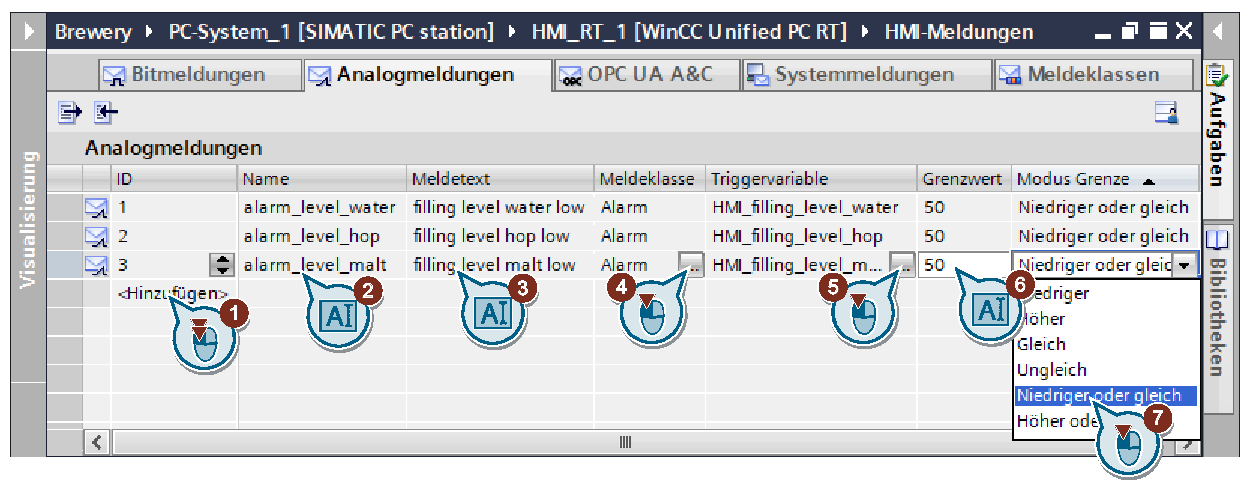 Brewery ▸ PC-System_1 [SIMATIC PC station] ▸ HMI_RT_1 [WinCC Unified PC RT] ▸ HMI-Meldungen
Bitmeldungen Analogmeldungen OPC UA A&C Systemmeldungen Meldeklassen
Analogmeldungen
ID Name Meldetext Meldeklasse Triggervariable Grenzwert Modus Grenze
1 alarm_level_water filling level water low Alarm HMI_filling_level_water 50 Niedriger oder gleich
2 alarm_level_hop filling level hop low Alarm HMI_filling_level_hop 50 Niedriger oder gleich
3 alarm_level_malt filling level malt low Alarm ... HMI_filling_level_m... ... 50 Niedriger oder gleic
<Hinzufügen>
1
2
AI
3
AI
4
5
6
AI
Niedriger
Höher
Gleich
Ungleich
Niedriger oder gleich
Höher ode
7
Visualisierung
Aufgaben
Bibliotheken